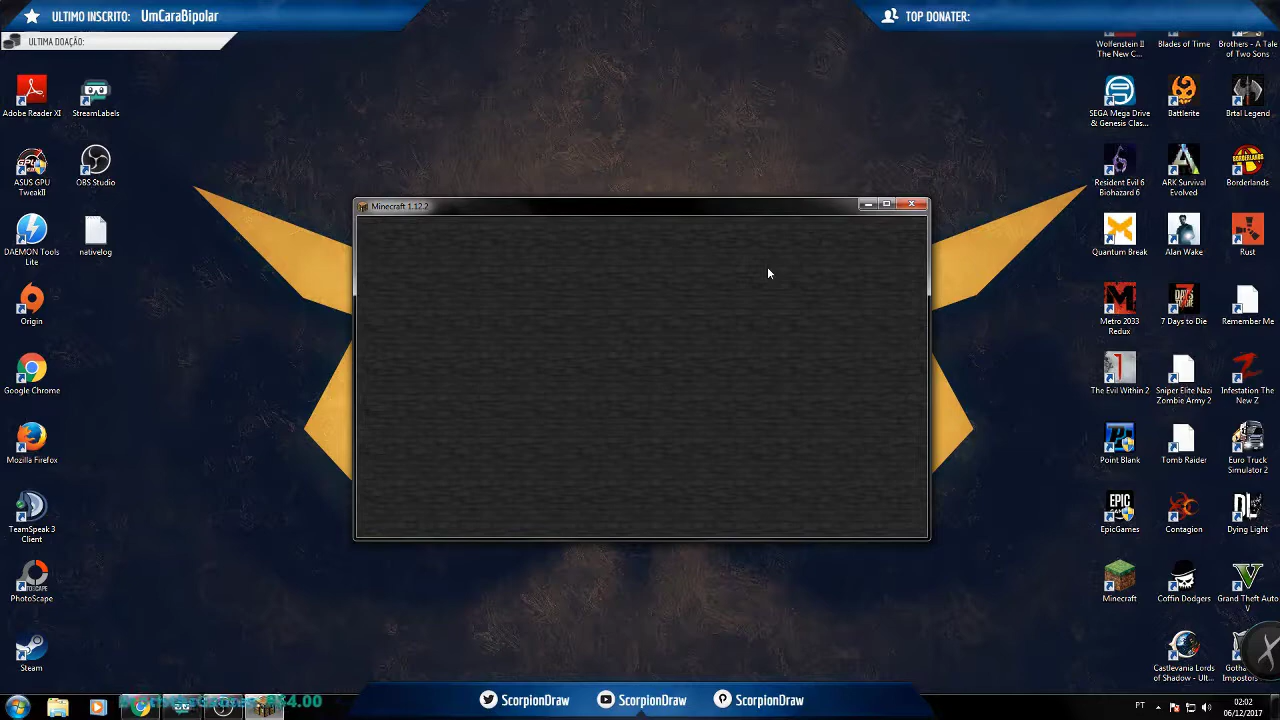 ULTIMO INSCRITO: UmCaraBipolar
TOP DONATER:
ULTIMA DOAÇÃO:
Wolfenstein II
The New C...
Blades of Time
Brothers - A Tale
of Two Sons
Adobe Reader XI
StreamLabels
SEGA Mega Drive
& Genesis Clas...
Battlerite
Brtal Legend
ASUS GPU
TweakII
OBS Studio
Resident Evil 6
Biohazard 6
ARK Survival
Evolved
Borderlands
Minecraft 1.12.2
DAEMON Tools
Lite
nativelog
Quantum Break
Alan Wake
Rust
Origin
Metro 2033
Redux
7 Days to Die
Remember Me
Google Chrome
The Evil Within 2
Sniper Elite Nazi
Zombie Army 2
Infestation The
New Z
Mozilla Firefox
Point Blank
Tomb Raider
Euro Truck
Simulator 2
TeamSpeak 3
Client
EpicGames
Contagion
Dying Light
PhotoScape
Minecraft
Coffin Dodgers
Grand Theft Auto
V
Steam
Castlevania Lords
of Shadow - Ult...
ScorpionDraw
ScorpionDraw
ScorpionDraw
PT
02:02
06/12/2017